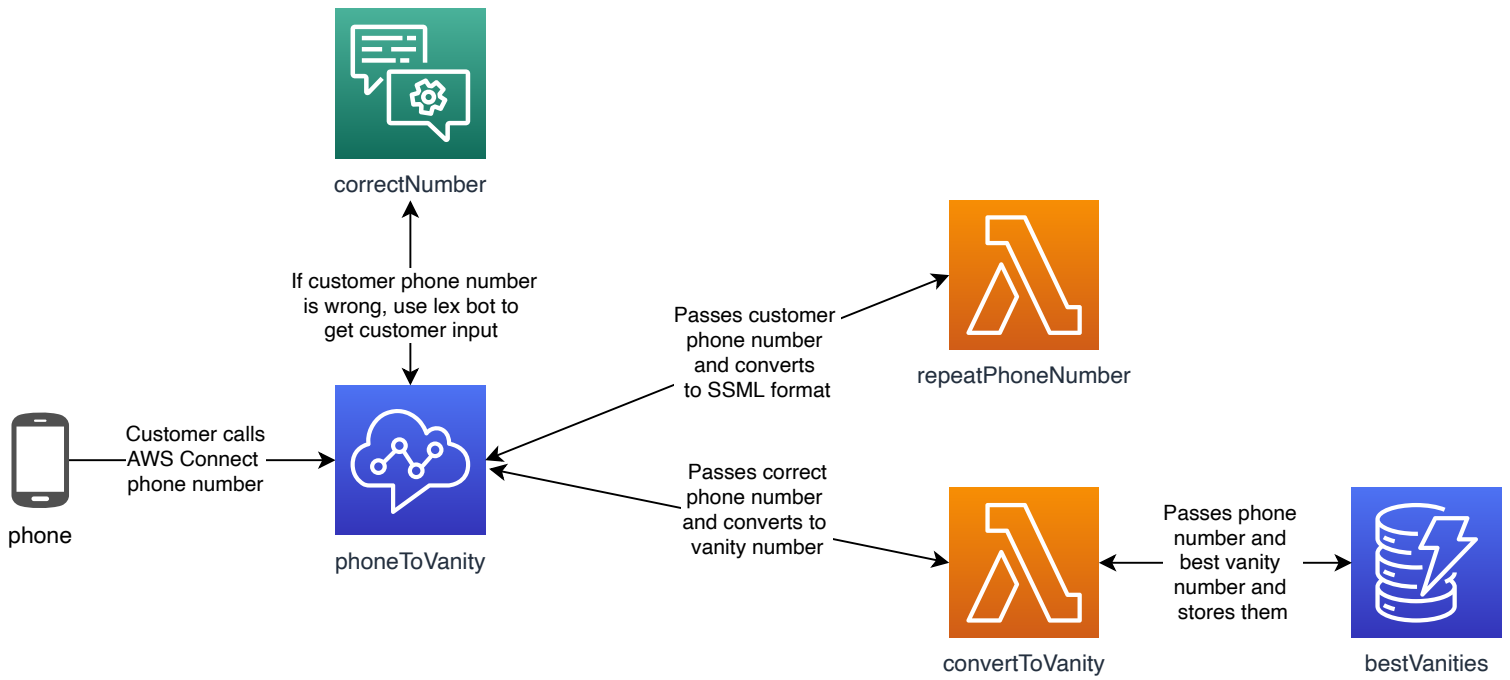 correctNumber
If customer phone number
is wrong, use lex bot to
get customer input
Customer calls
AWS Connect
phone number
phone
phoneToVanity
Passes customer
phone number
and converts
to SSML format
repeatPhoneNumber
Passes correct
phone number
and converts to
vanity number
convertToVanity
Passes phone
number and
best vanity
number and
stores them
bestVanities